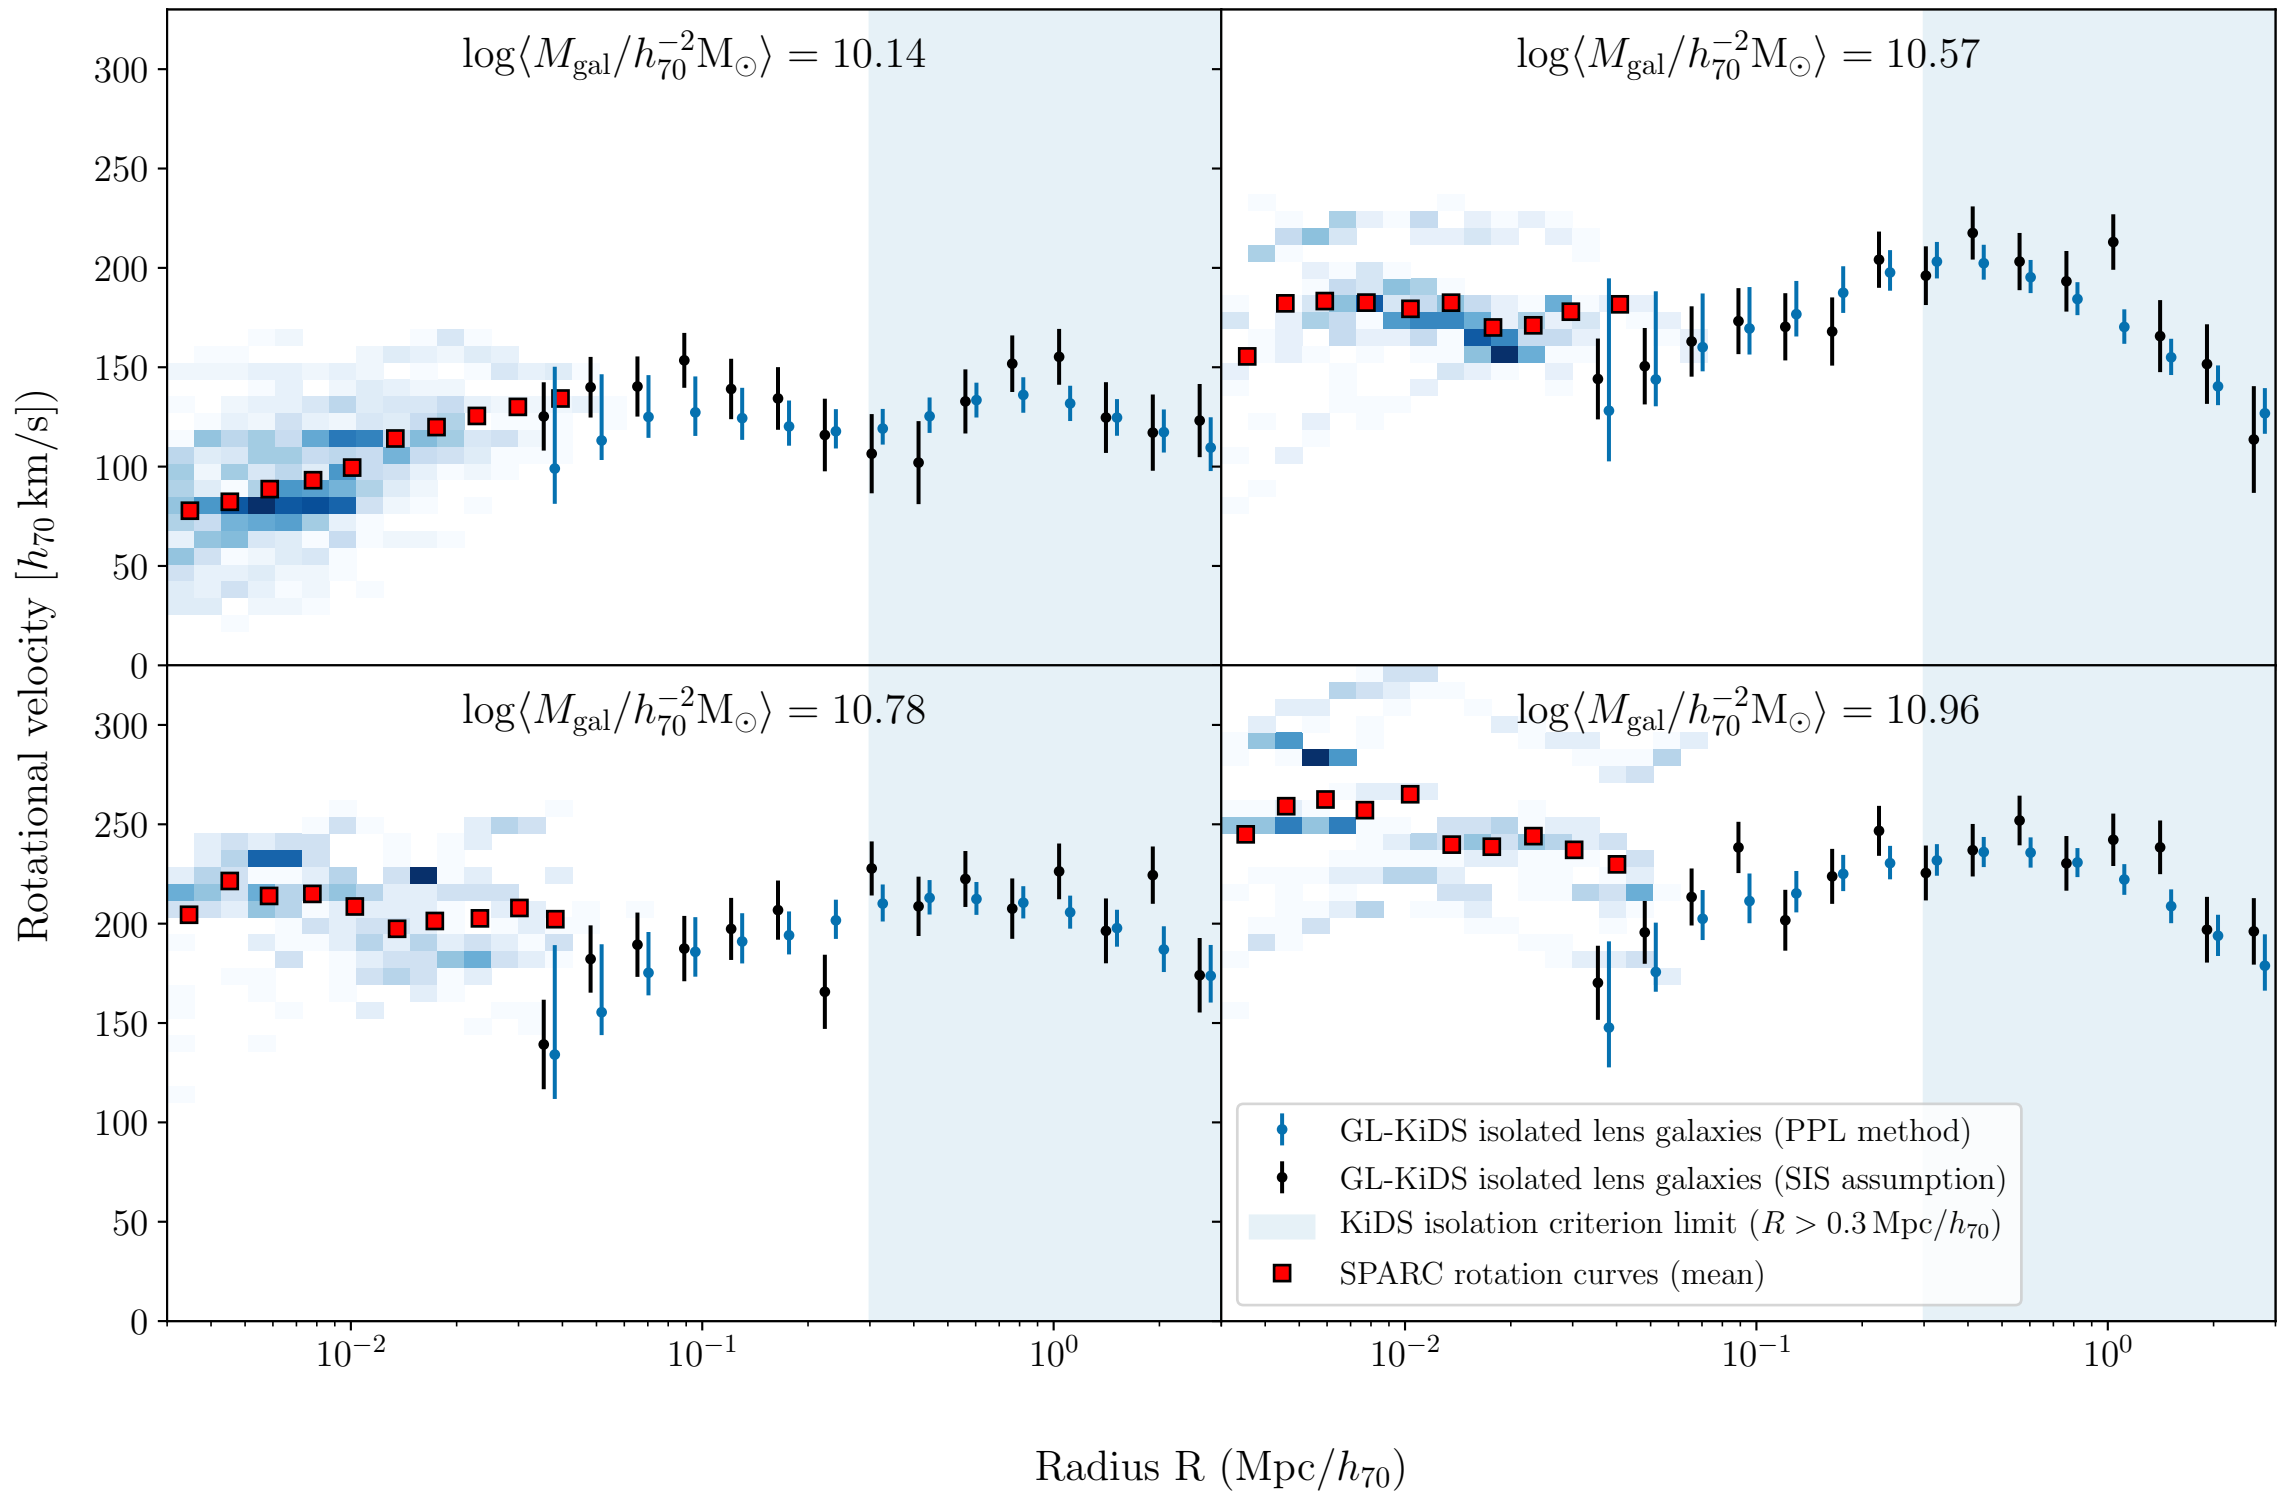 log⟨M_gal/h_70^−2 M_⊙⟩ = 10.14
log⟨M_gal/h_70^−2 M_⊙⟩ = 10.57
300
250
200
150
100
50
0
log⟨M_gal/h_70^−2 M_⊙⟩ = 10.78
log⟨M_gal/h_70^−2 M_⊙⟩ = 10.96
300
250
200
150
100
50
0
Rotational velocity [h_70 km/s])
GL-KiDS isolated lens galaxies (PPL method)
GL-KiDS isolated lens galaxies (SIS assumption)
KiDS isolation criterion limit (R > 0.3 Mpc/h_70)
SPARC rotation curves (mean)
10^−2 10^−1 10^0 10^−2 10^−1 10^0
Radius R (Mpc/h_70)